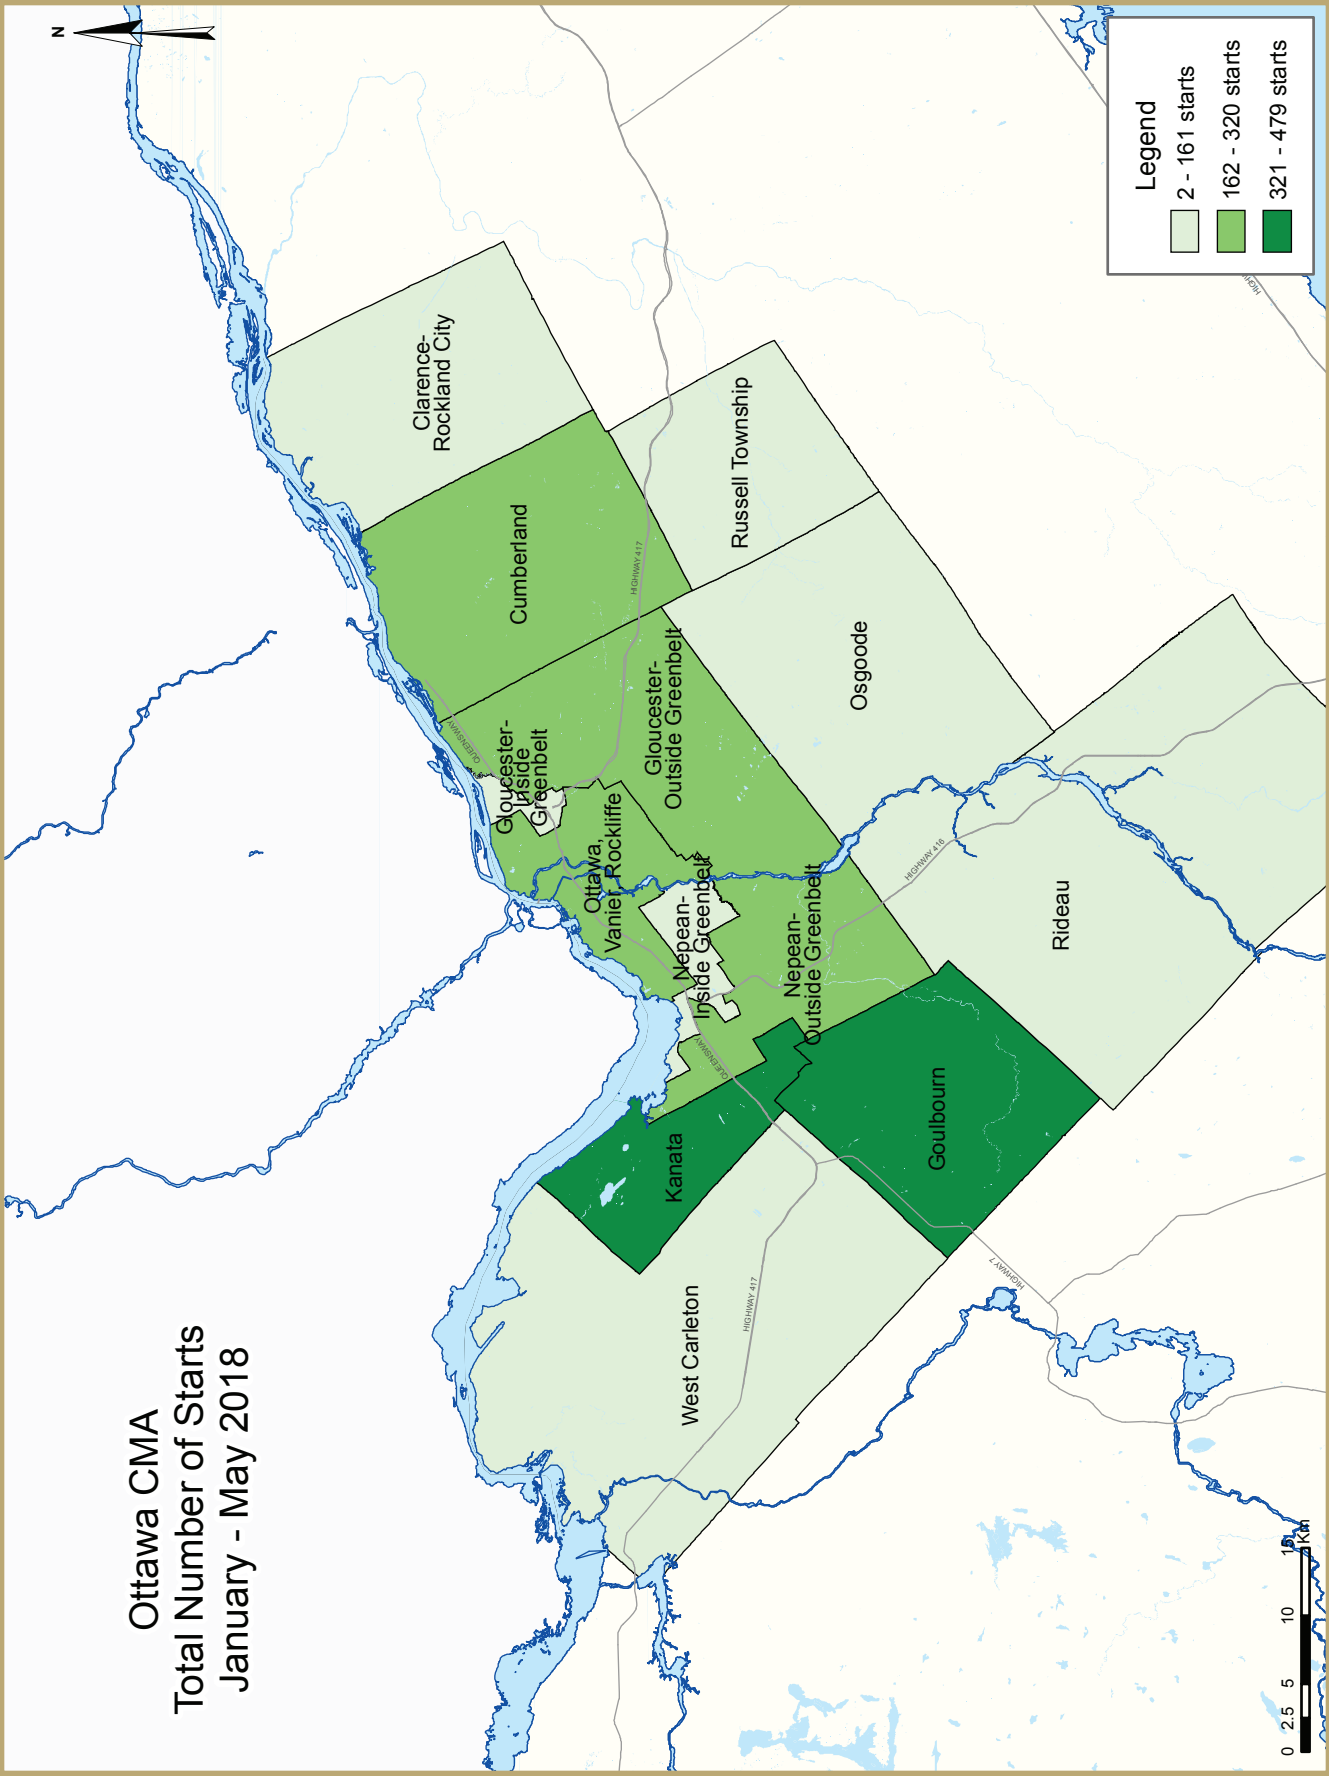 Ottawa CMA
Total Number of Starts
January - May 2018
N
Clarence-
Rockland City
Cumberland
Russell Township
HIGHWAY 417
Gloucester-
Outside Greenbelt
QUEENSWAY
Gloucester-
Inside
Greenbelt
Osgoode
Ottawa,
Vanier, Rockliffe
Nepean-
Inside Greenbelt
Nepean-
Outside Greenbelt
HIGHWAY 416
Rideau
QUEENSWAY
Kanata
Goulbourn
West Carleton
HIGHWAY 417
HIGHWAY 7
HIGH
Legend
2 - 161 starts
162 - 320 starts
321 - 479 starts
0 2.5 5 10 15
Km